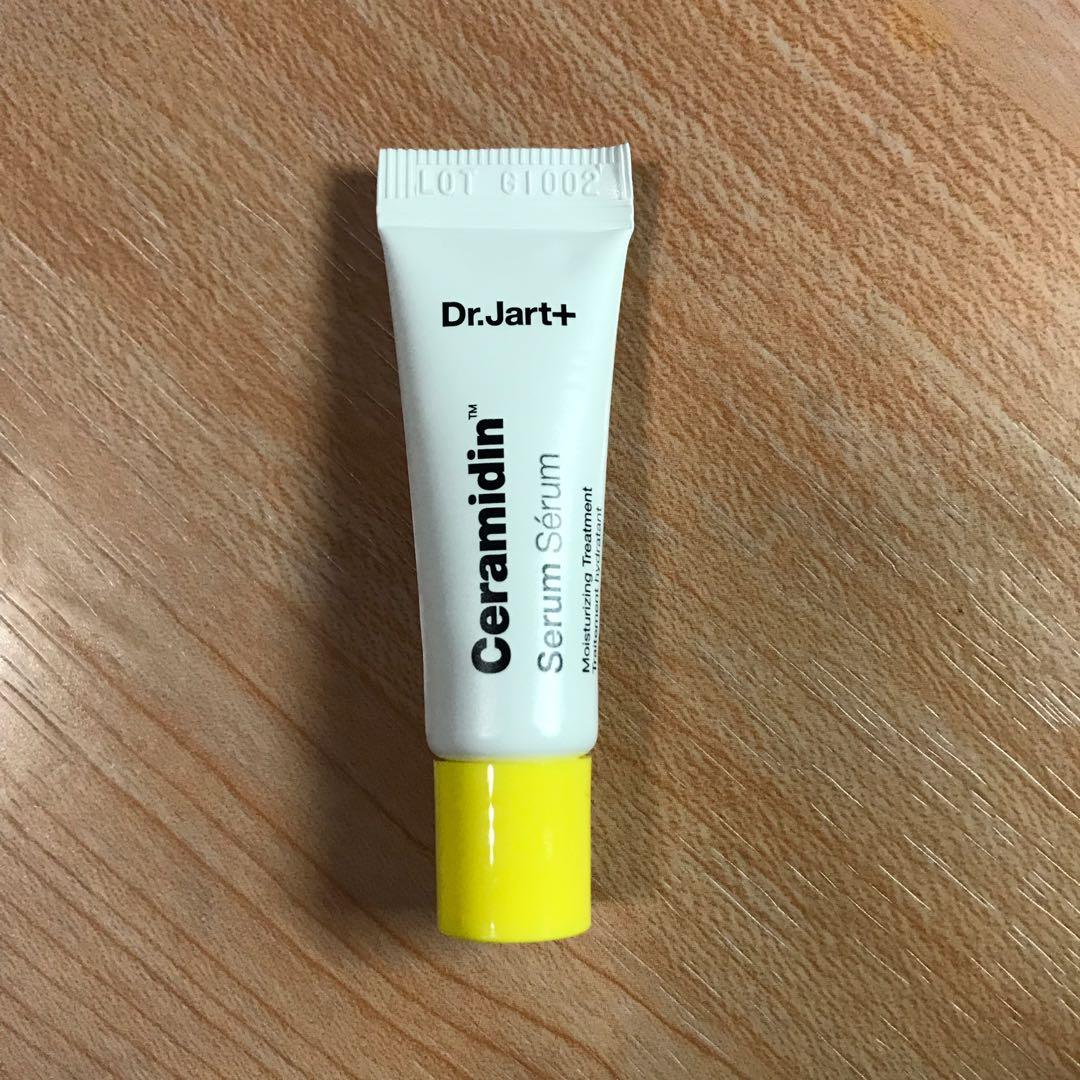 LOT G1002
Dr.Jart+
Ceramidin™
Serum Sérum
Moisturizing Treatment
Traitement hydratant